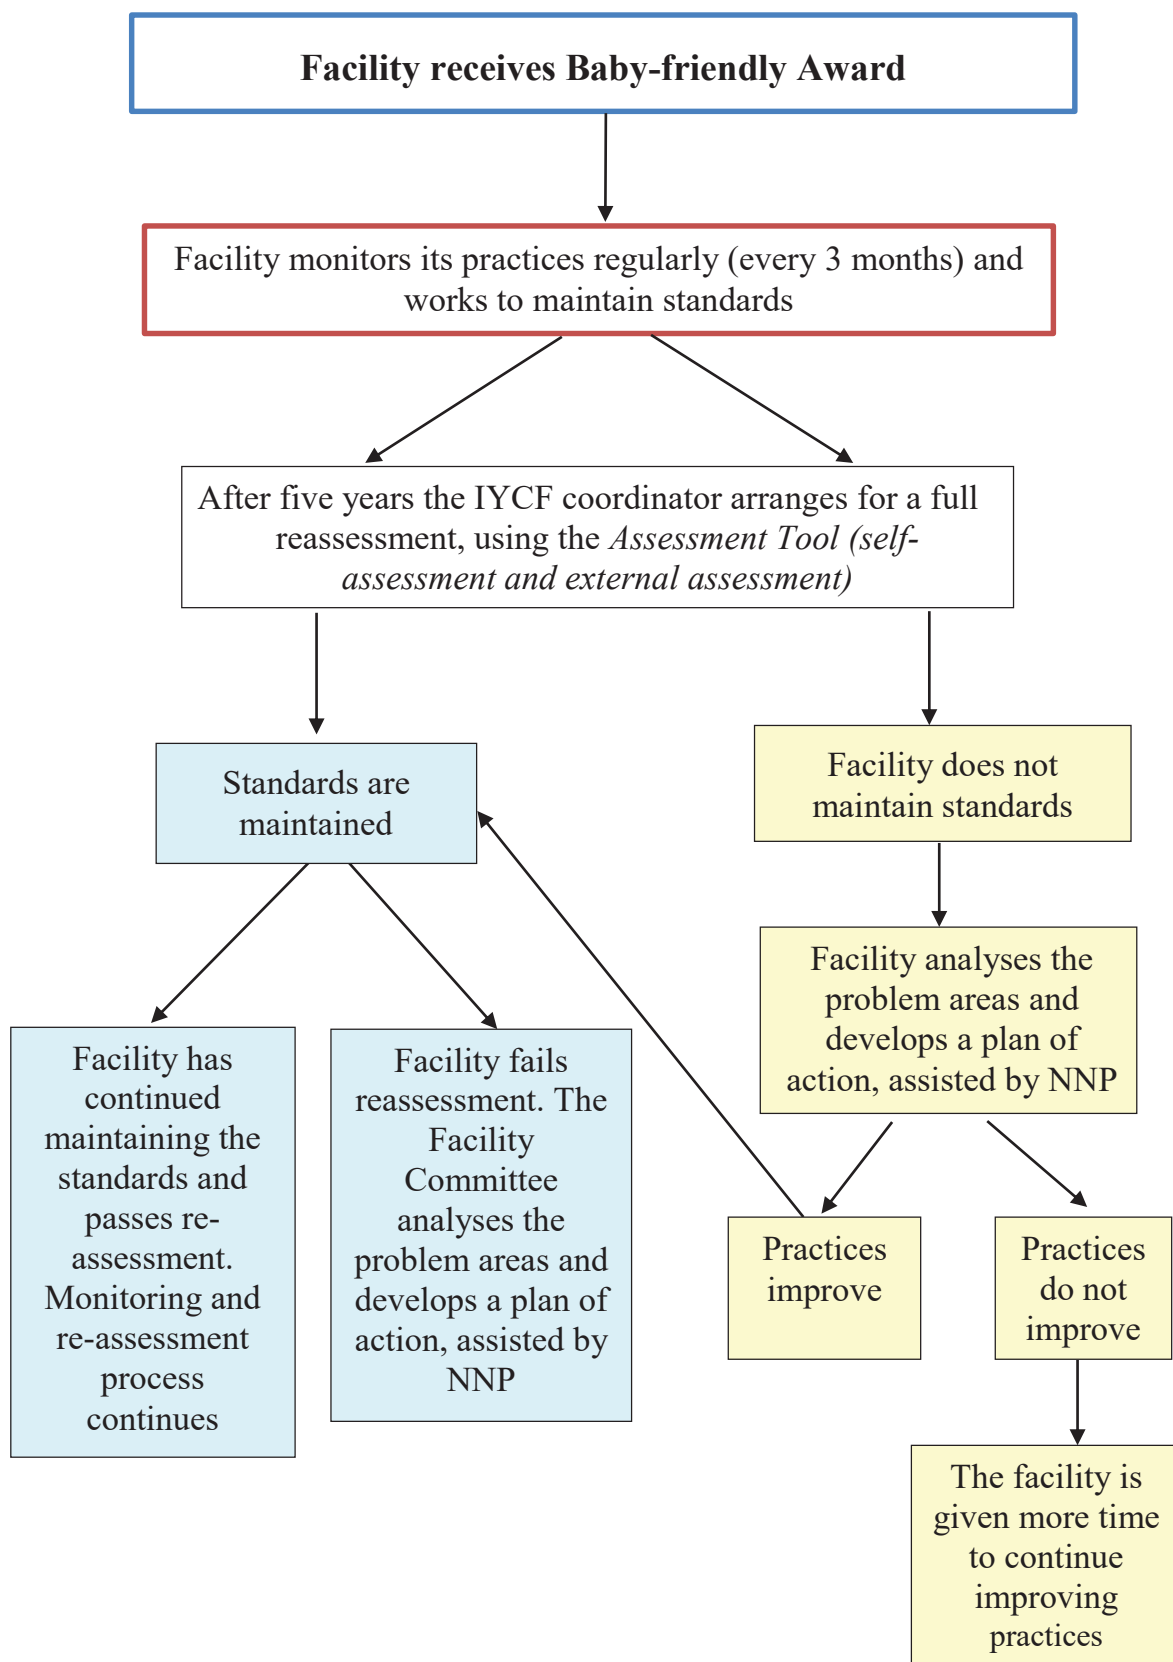 Facility receives Baby-friendly Award
Facility monitors its practices regularly (every 3 months) and
works to maintain standards
After five years the IYCF coordinator arranges for a full
reassessment, using the Assessment Tool (self-
assessment and external assessment)
Standards are
maintained
Facility does not
maintain standards
Facility analyses the
problem areas and
develops a plan of
action, assisted by NNP
Facility has
continued
maintaining the
standards and
passes re-
assessment.
Monitoring and
re-assessment
process
continues
Facility fails
reassessment. The
Facility
Committee
analyses the
problem areas and
develops a plan of
action, assisted by
NNP
Practices
improve
Practices
do not
improve
The facility is
given more time
to continue
improving
practices